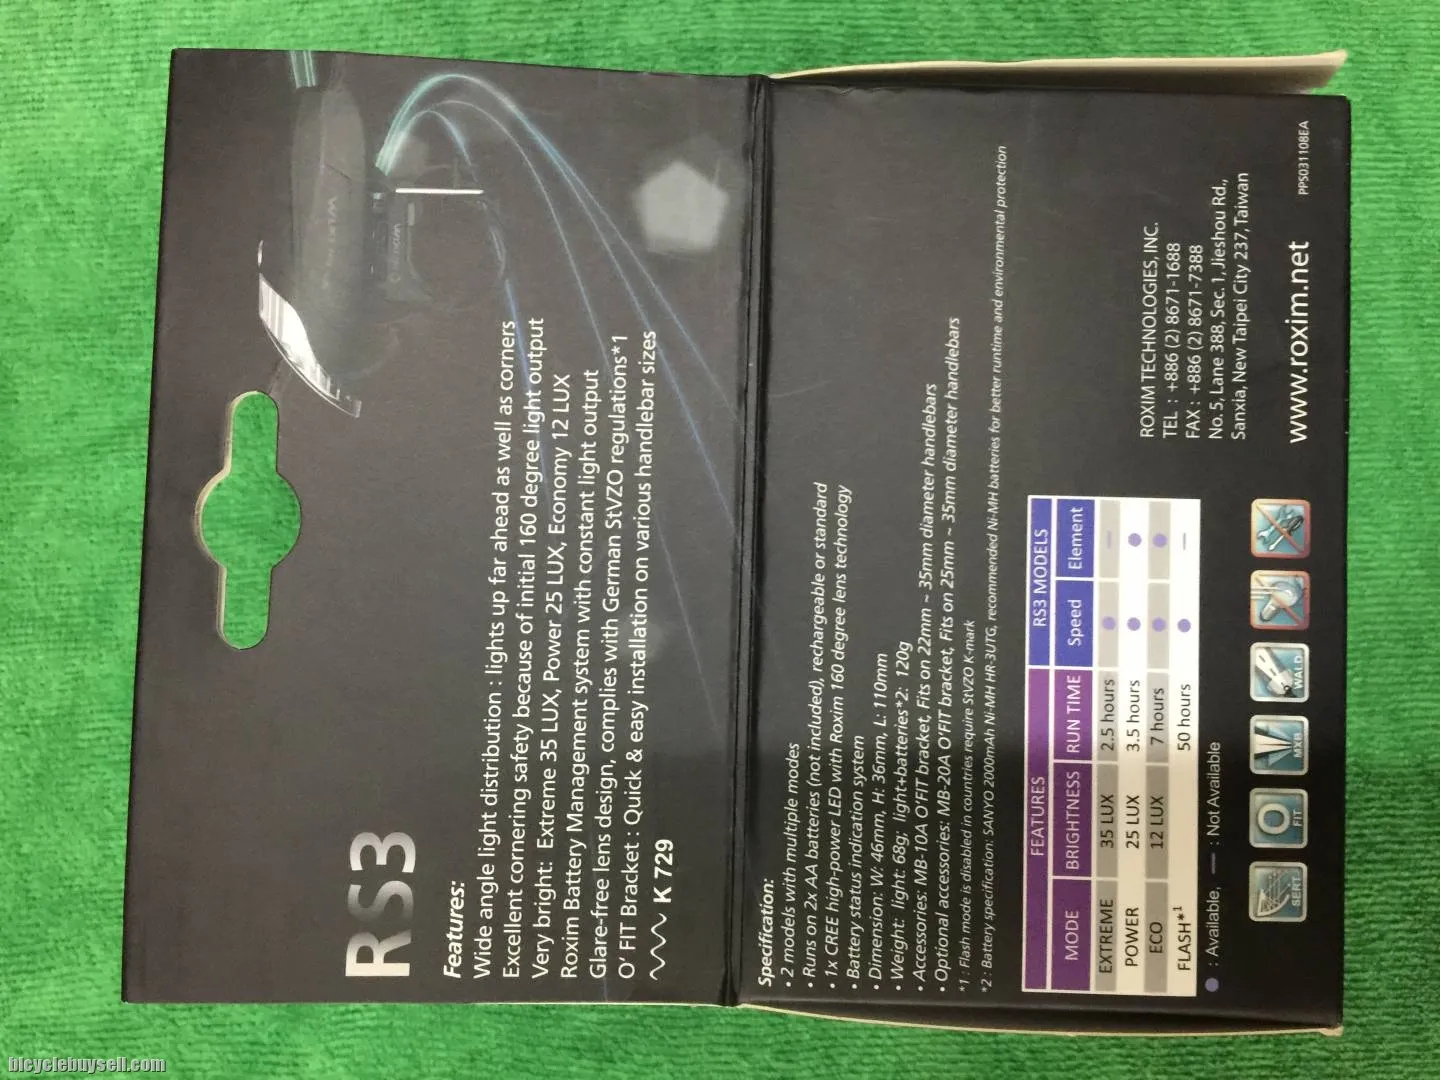 RS3
Features:
Wide angle light distribution : lights up far ahead as well as corners
Excellent cornering safety because of initial 160 degree light output
Very bright: Extreme 35 LUX, Power 25 LUX, Economy 12 LUX
Roxim Battery Management system with constant light output
Glare-free lens design, complies with German StVZO regulations*1
O' FIT Bracket : Quick & easy installation on various handlebar sizes
K 729
Specification:
• 2 models with multiple modes
• Runs on 2x AA batteries (not included), rechargeable or standard
• 1x CREE high-power LED with Roxim 160 degree lens technology
• Battery status indication system
• Dimension: W: 46mm, H: 36mm, L: 110mm
• Weight: light: 68g; light+batteries*2: 120g
• Accessories: MB-10A O'FIT bracket, Fits on 22mm ~ 35mm diameter handlebars
• Optional accessories: MB-20A O'FIT bracket, Fits on 25mm ~ 35mm diameter handlebars
*1 : Flash mode is disabled in countries require StVZO K-mark
*2 : Battery specification: SANYO 2000mAh Ni-MH HR-3UTG, recommended Ni-MH batteries for better runtime and environmental protection
FEATURES RS3 MODELS
MODE BRIGHTNESS RUN TIME Speed Element
EXTREME 35 LUX 2.5 hours ● —
POWER 25 LUX 3.5 hours ● ●
ECO 12 LUX 7 hours ● ●
FLASH*1 50 hours ● —
● : Available, — : Not Available
SERT
O FIT
MXR
WALD
ROXIM TECHNOLOGIES, INC.
TEL : +886 (2) 8671-1688
FAX : +886 (2) 8671-7388
No. 5, Lane 388, Sec. 1, Jieshou Rd.,
Sanxia, New Taipei City 237, Taiwan
www.roxim.net
PPS031108EA
bicyclebuysell.com